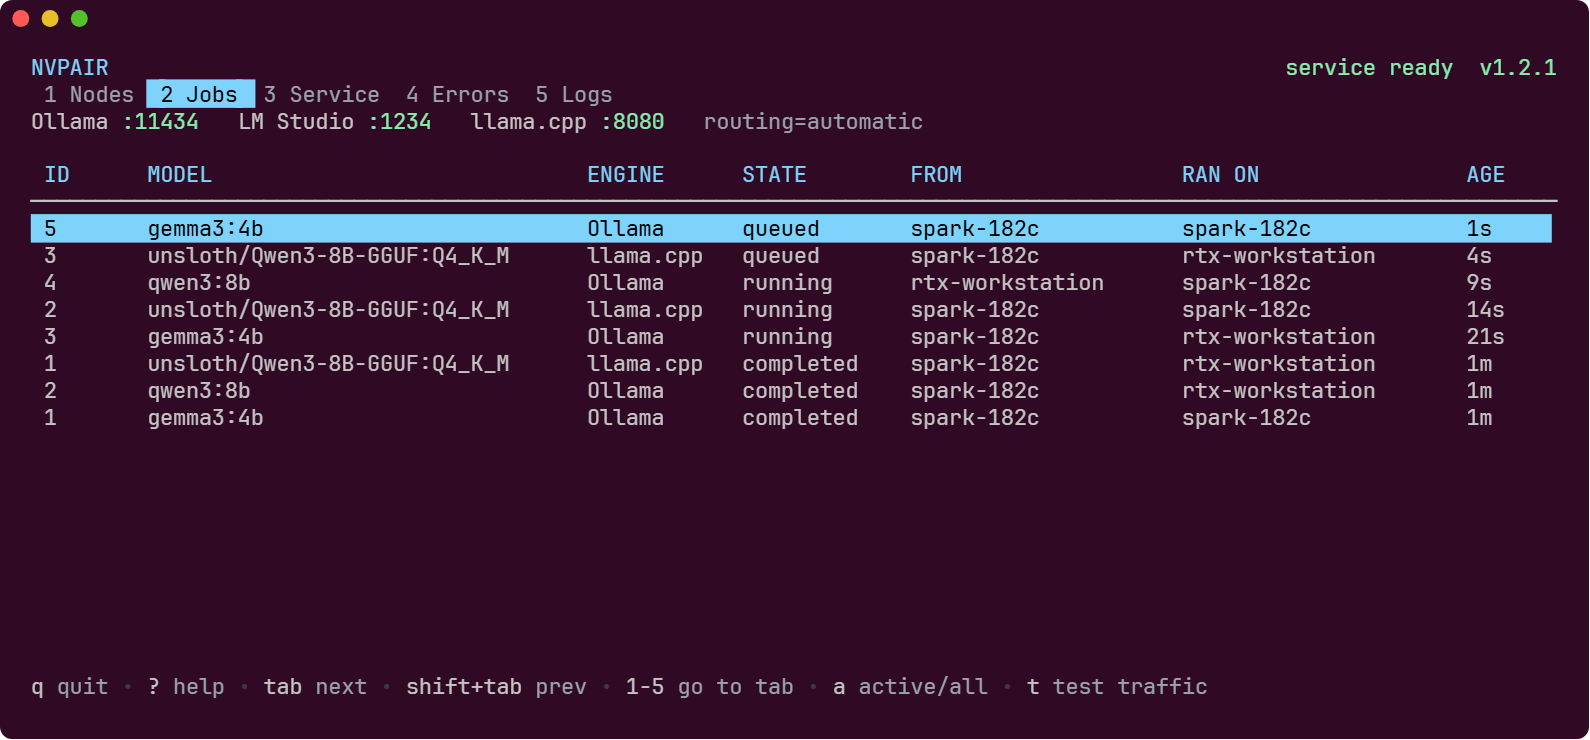 NVPAIR service ready v1.2.1
1 Nodes 2 Jobs 3 Service 4 Errors 5 Logs
Ollama :11434 LM Studio :1234 llama.cpp :8080 routing=automatic
ID MODEL ENGINE STATE FROM RAN ON AGE
5 gemma3:4b Ollama queued spark-182c spark-182c 1s
3 unsloth/Qwen3-8B-GGUF:Q4_K_M llama.cpp queued spark-182c rtx-workstation 4s
4 qwen3:8b Ollama running rtx-workstation spark-182c 9s
2 unsloth/Qwen3-8B-GGUF:Q4_K_M llama.cpp running spark-182c spark-182c 14s
3 gemma3:4b Ollama running spark-182c rtx-workstation 21s
1 unsloth/Qwen3-8B-GGUF:Q4_K_M llama.cpp completed spark-182c rtx-workstation 1m
2 qwen3:8b Ollama completed spark-182c rtx-workstation 1m
1 gemma3:4b Ollama completed spark-182c spark-182c 1m
q quit • ? help • tab next • shift+tab prev • 1-5 go to tab • a active/all • t test traffic